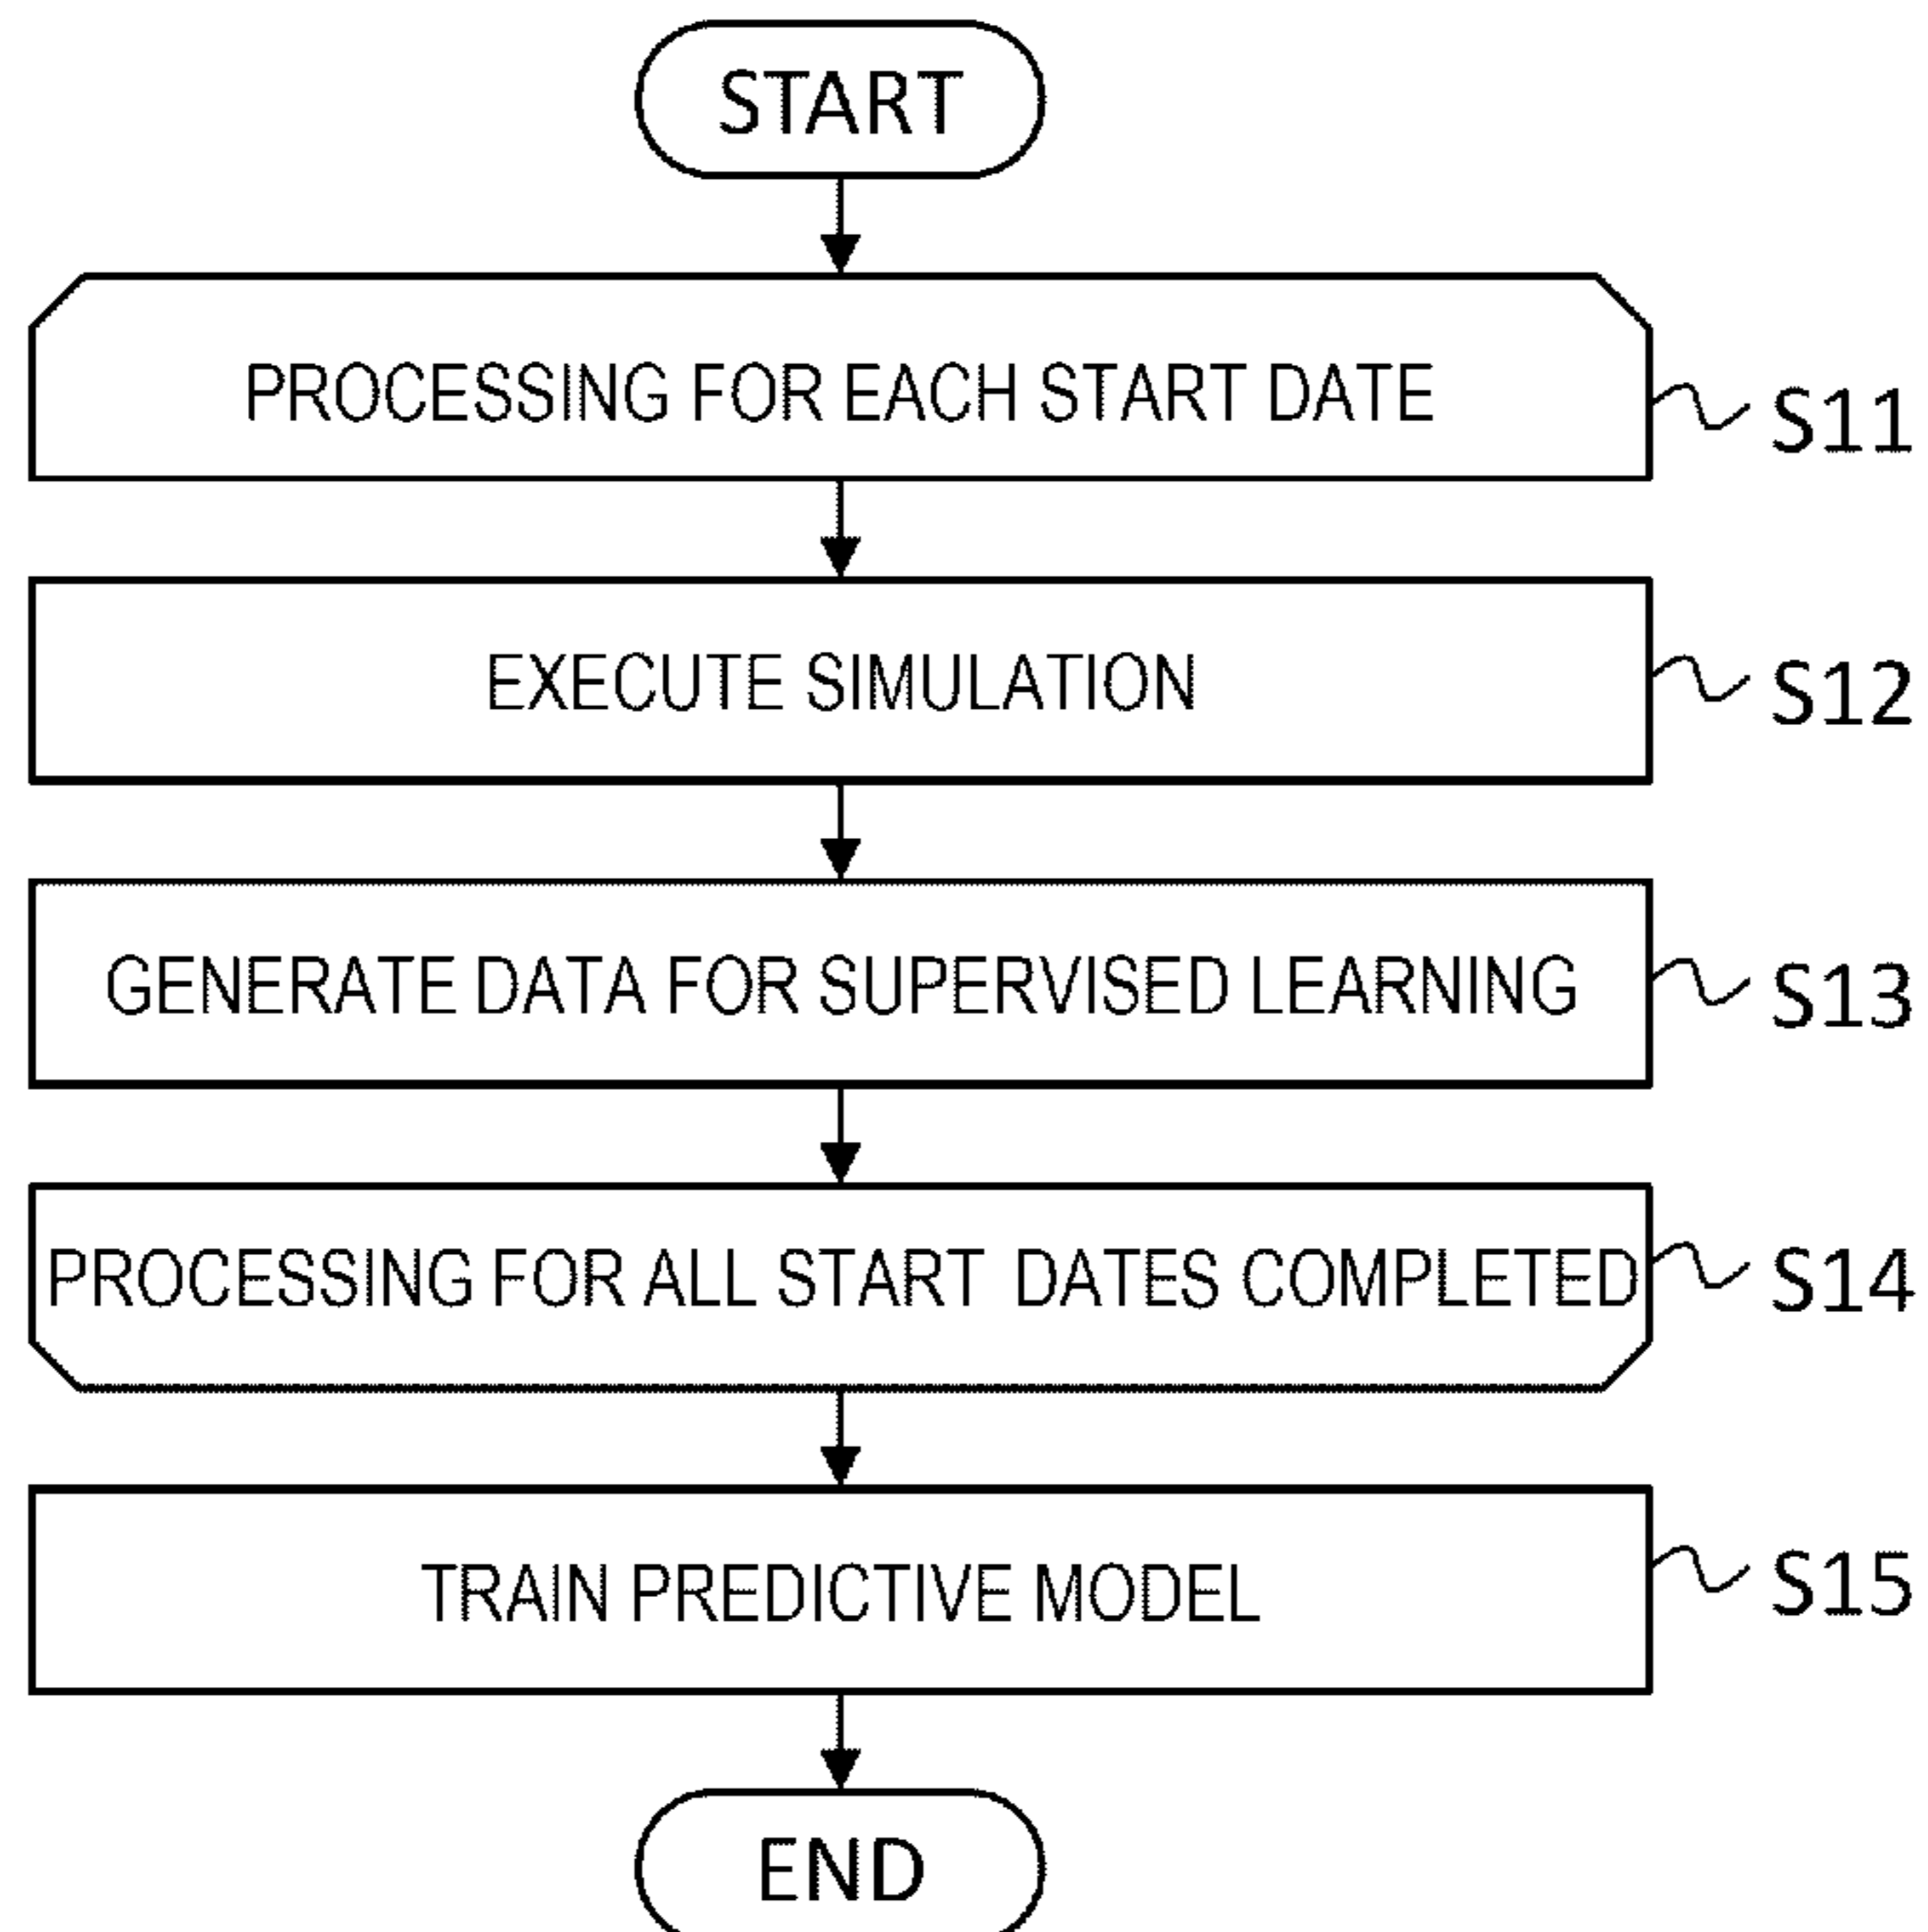 START
PROCESSING FOR EACH START DATE
S11
EXECUTE SIMULATION
S12
GENERATE DATA FOR SUPERVISED LEARNING
S13
PROCESSING FOR ALL START DATES COMPLETED
S14
TRAIN PREDICTIVE MODEL
S15
END